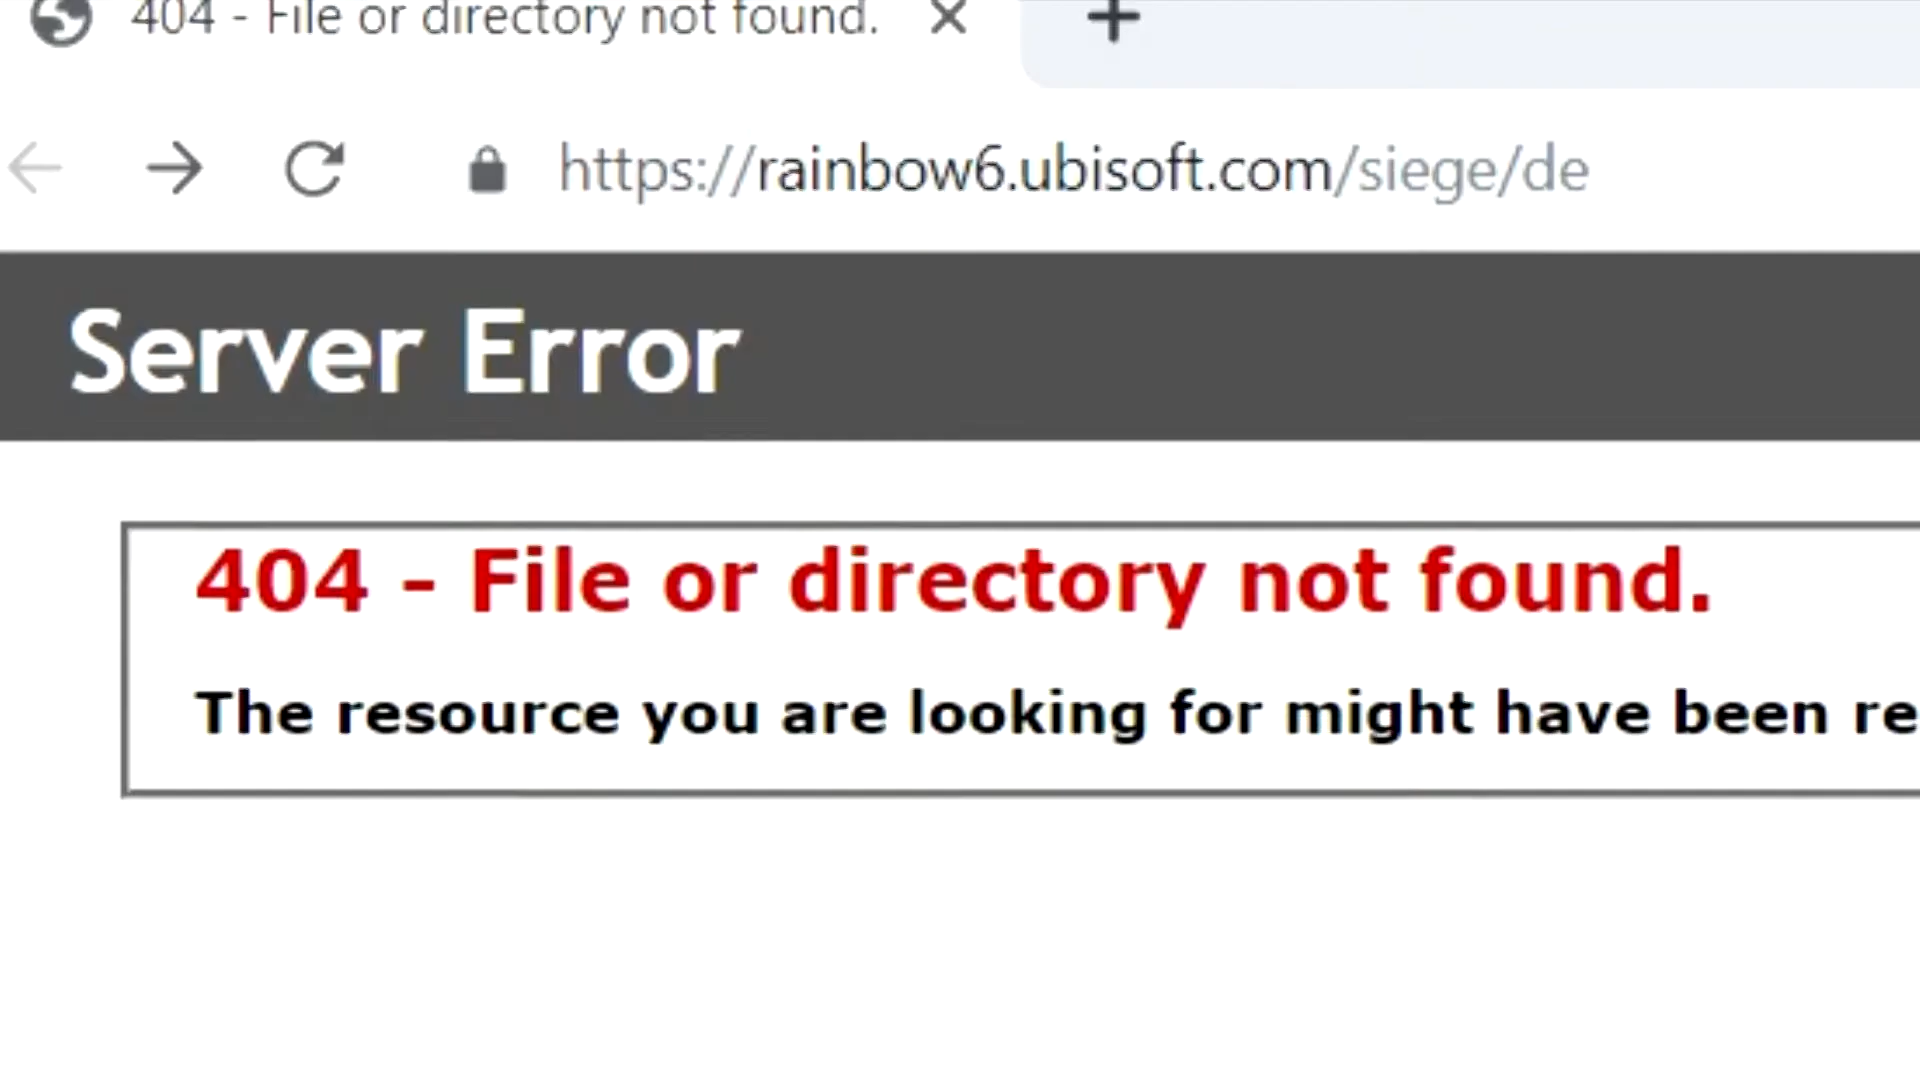 404 - File or directory not found.
https://rainbow6.ubisoft.com/siege/de
Server Error
404 - File or directory not found.
The resource you are looking for might have been re